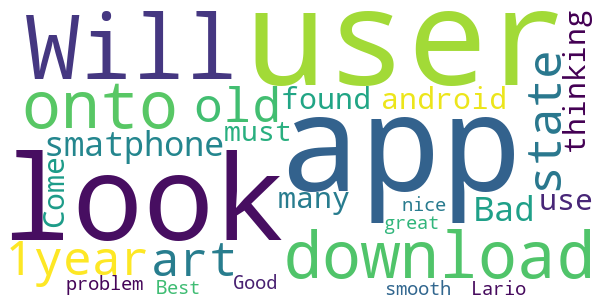 Will user
onto old found android thinking
smatphone must state
look app
Come many nice Bad use
great
1year art download
problem Best Good smooth Lario